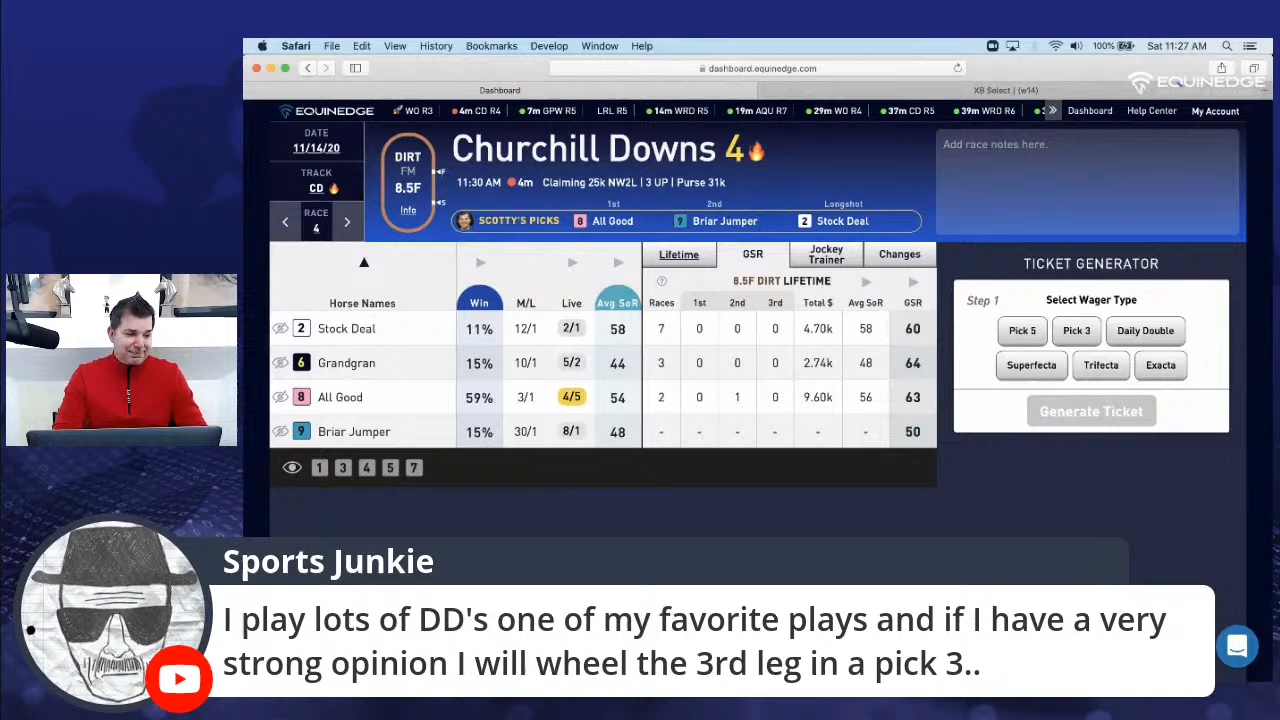 Safari File Edit View History Bookmarks Develop Window Help 100% Sat 11:27 AM
dashboard.equinedge.com
EQUINEDGE
Dashboard XB Select | (w14)
EQUINEDGE WO R3 4m CD R4 7m GPW R5 LRL R5 14m WRD R5 19m AQU R7 29m WO R4 37m CD R5 39m WRD R6 Dashboard Help Center My Account
DATE
11/14/20
TRACK
CD
RACE
4
DIRT
FM
8.5F
Info
F
S
Churchill Downs 4
11:30 AM 4m Claiming 25k NW2L | 3 UP | Purse 31k
1st 2nd Longshot
SCOTTY'S PICKS 8 All Good 9 Briar Jumper 2 Stock Deal
Add race notes here.
Lifetime GSR Jockey Trainer Changes
8.5F DIRT LIFETIME
Horse Names Win M/L Live Avg SoR Races 1st 2nd 3rd Total $ Avg SoR GSR
2 Stock Deal 11% 12/1 2/1 58 7 0 0 0 4.70k 58 60
6 Grandgran 15% 10/1 5/2 44 3 0 0 0 2.74k 48 64
8 All Good 59% 3/1 4/5 54 2 0 1 0 9.60k 56 63
9 Briar Jumper 15% 30/1 8/1 48 - - - - - - 50
1 3 4 5 7
TICKET GENERATOR
Step 1 Select Wager Type
Pick 5 Pick 3 Daily Double
Superfecta Trifecta Exacta
Generate Ticket
Sports Junkie
I play lots of DD's one of my favorite plays and if I have a very
strong opinion I will wheel the 3rd leg in a pick 3..